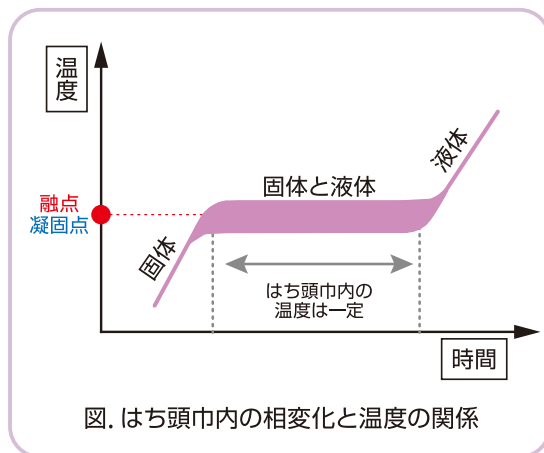 温度
液体
固体と液体
融点
凝固点
固体
はち頭巾内の
温度は一定
時間
図. はち頭巾内の相変化と温度の関係